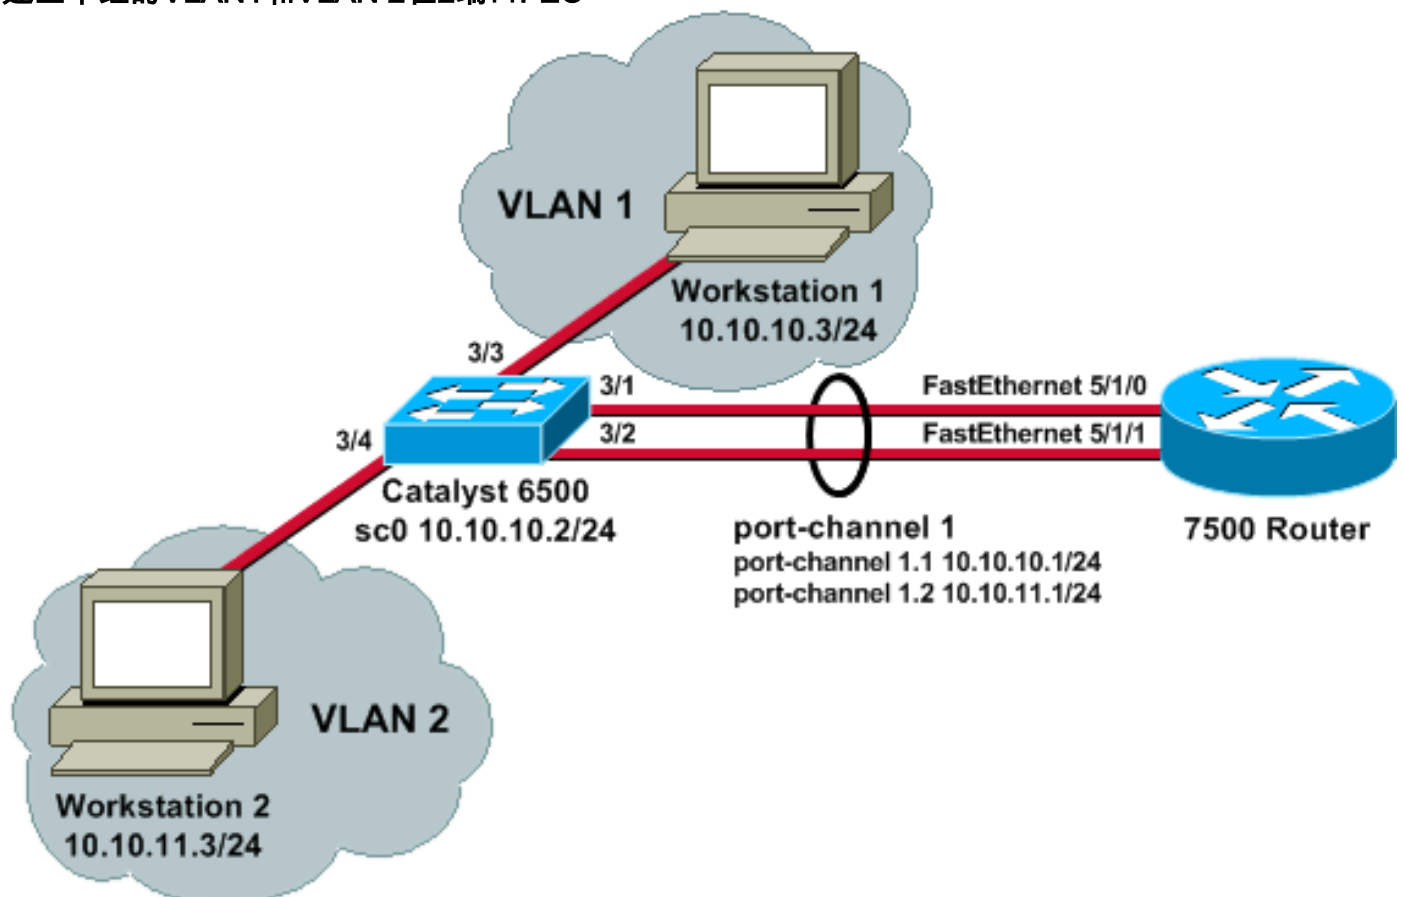 VLAN 1
Workstation 1
10.10.10.3/24
3/3
3/1
FastEthernet 5/1/0
3/4
3/2
FastEthernet 5/1/1
Catalyst 6500
sc0 10.10.10.2/24
port-channel 1
port-channel 1.1 10.10.10.1/24
port-channel 1.2 10.10.11.1/24
7500 Router
VLAN 2
Workstation 2
10.10.11.3/24